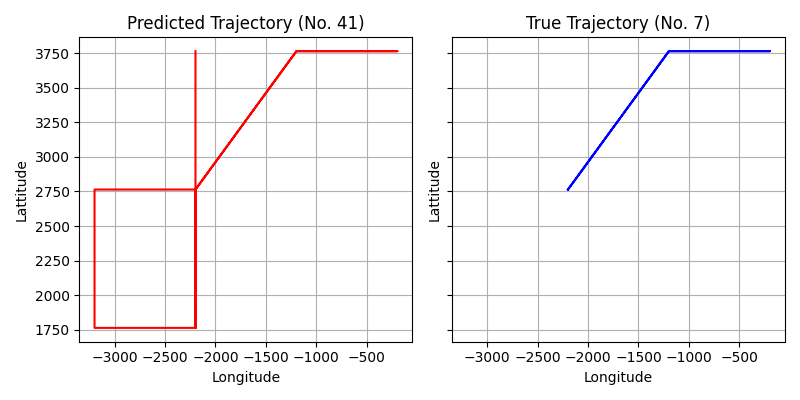 Predicted Trajectory (No. 41)
True Trajectory (No. 7)
Lattitude
3750
3500
3250
3000
2750
2500
2250
2000
1750
−3000 −2500 −2000 −1500 −1000 −500
Longitude
Lattitude
−3000 −2500 −2000 −1500 −1000 −500
Longitude